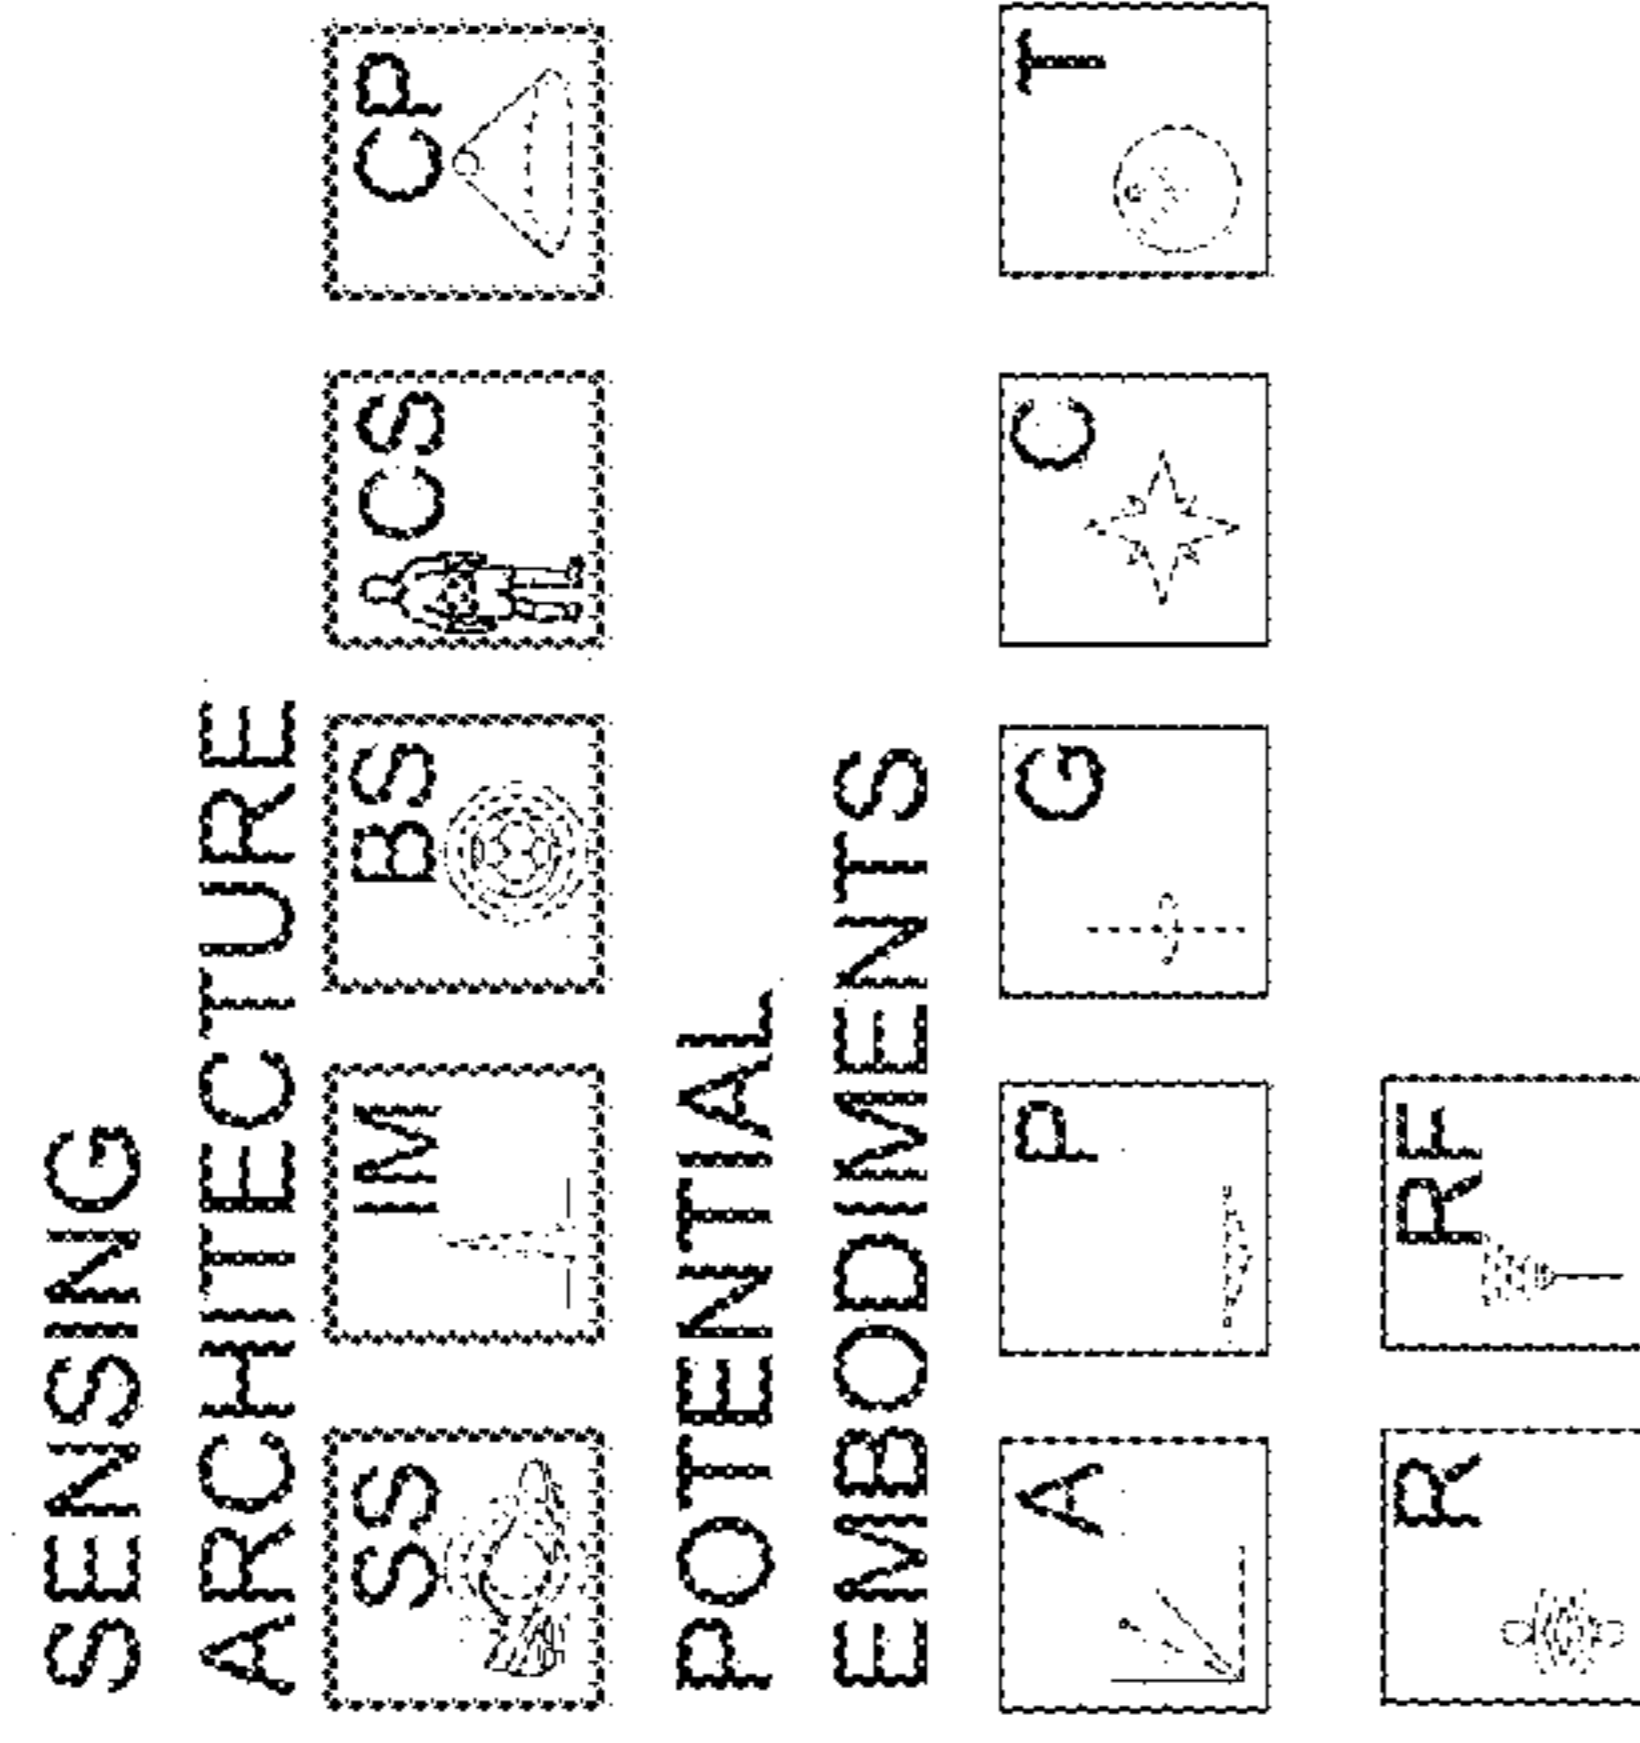 SENSING
ARCHITECTURE
SS IM BS CS CP
POTENTIAL
EMBODIMENTS
A P G C T
R RF